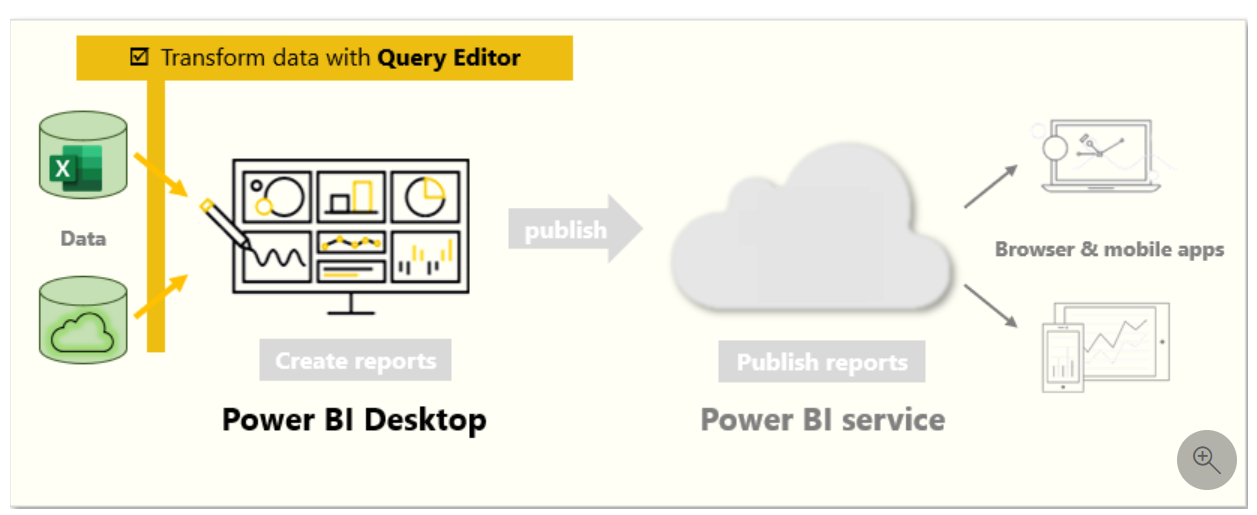 ☑ Transform data with Query Editor
X
Data
publish
Browser & mobile apps
Create reports
Publish reports
Power BI Desktop
Power BI service